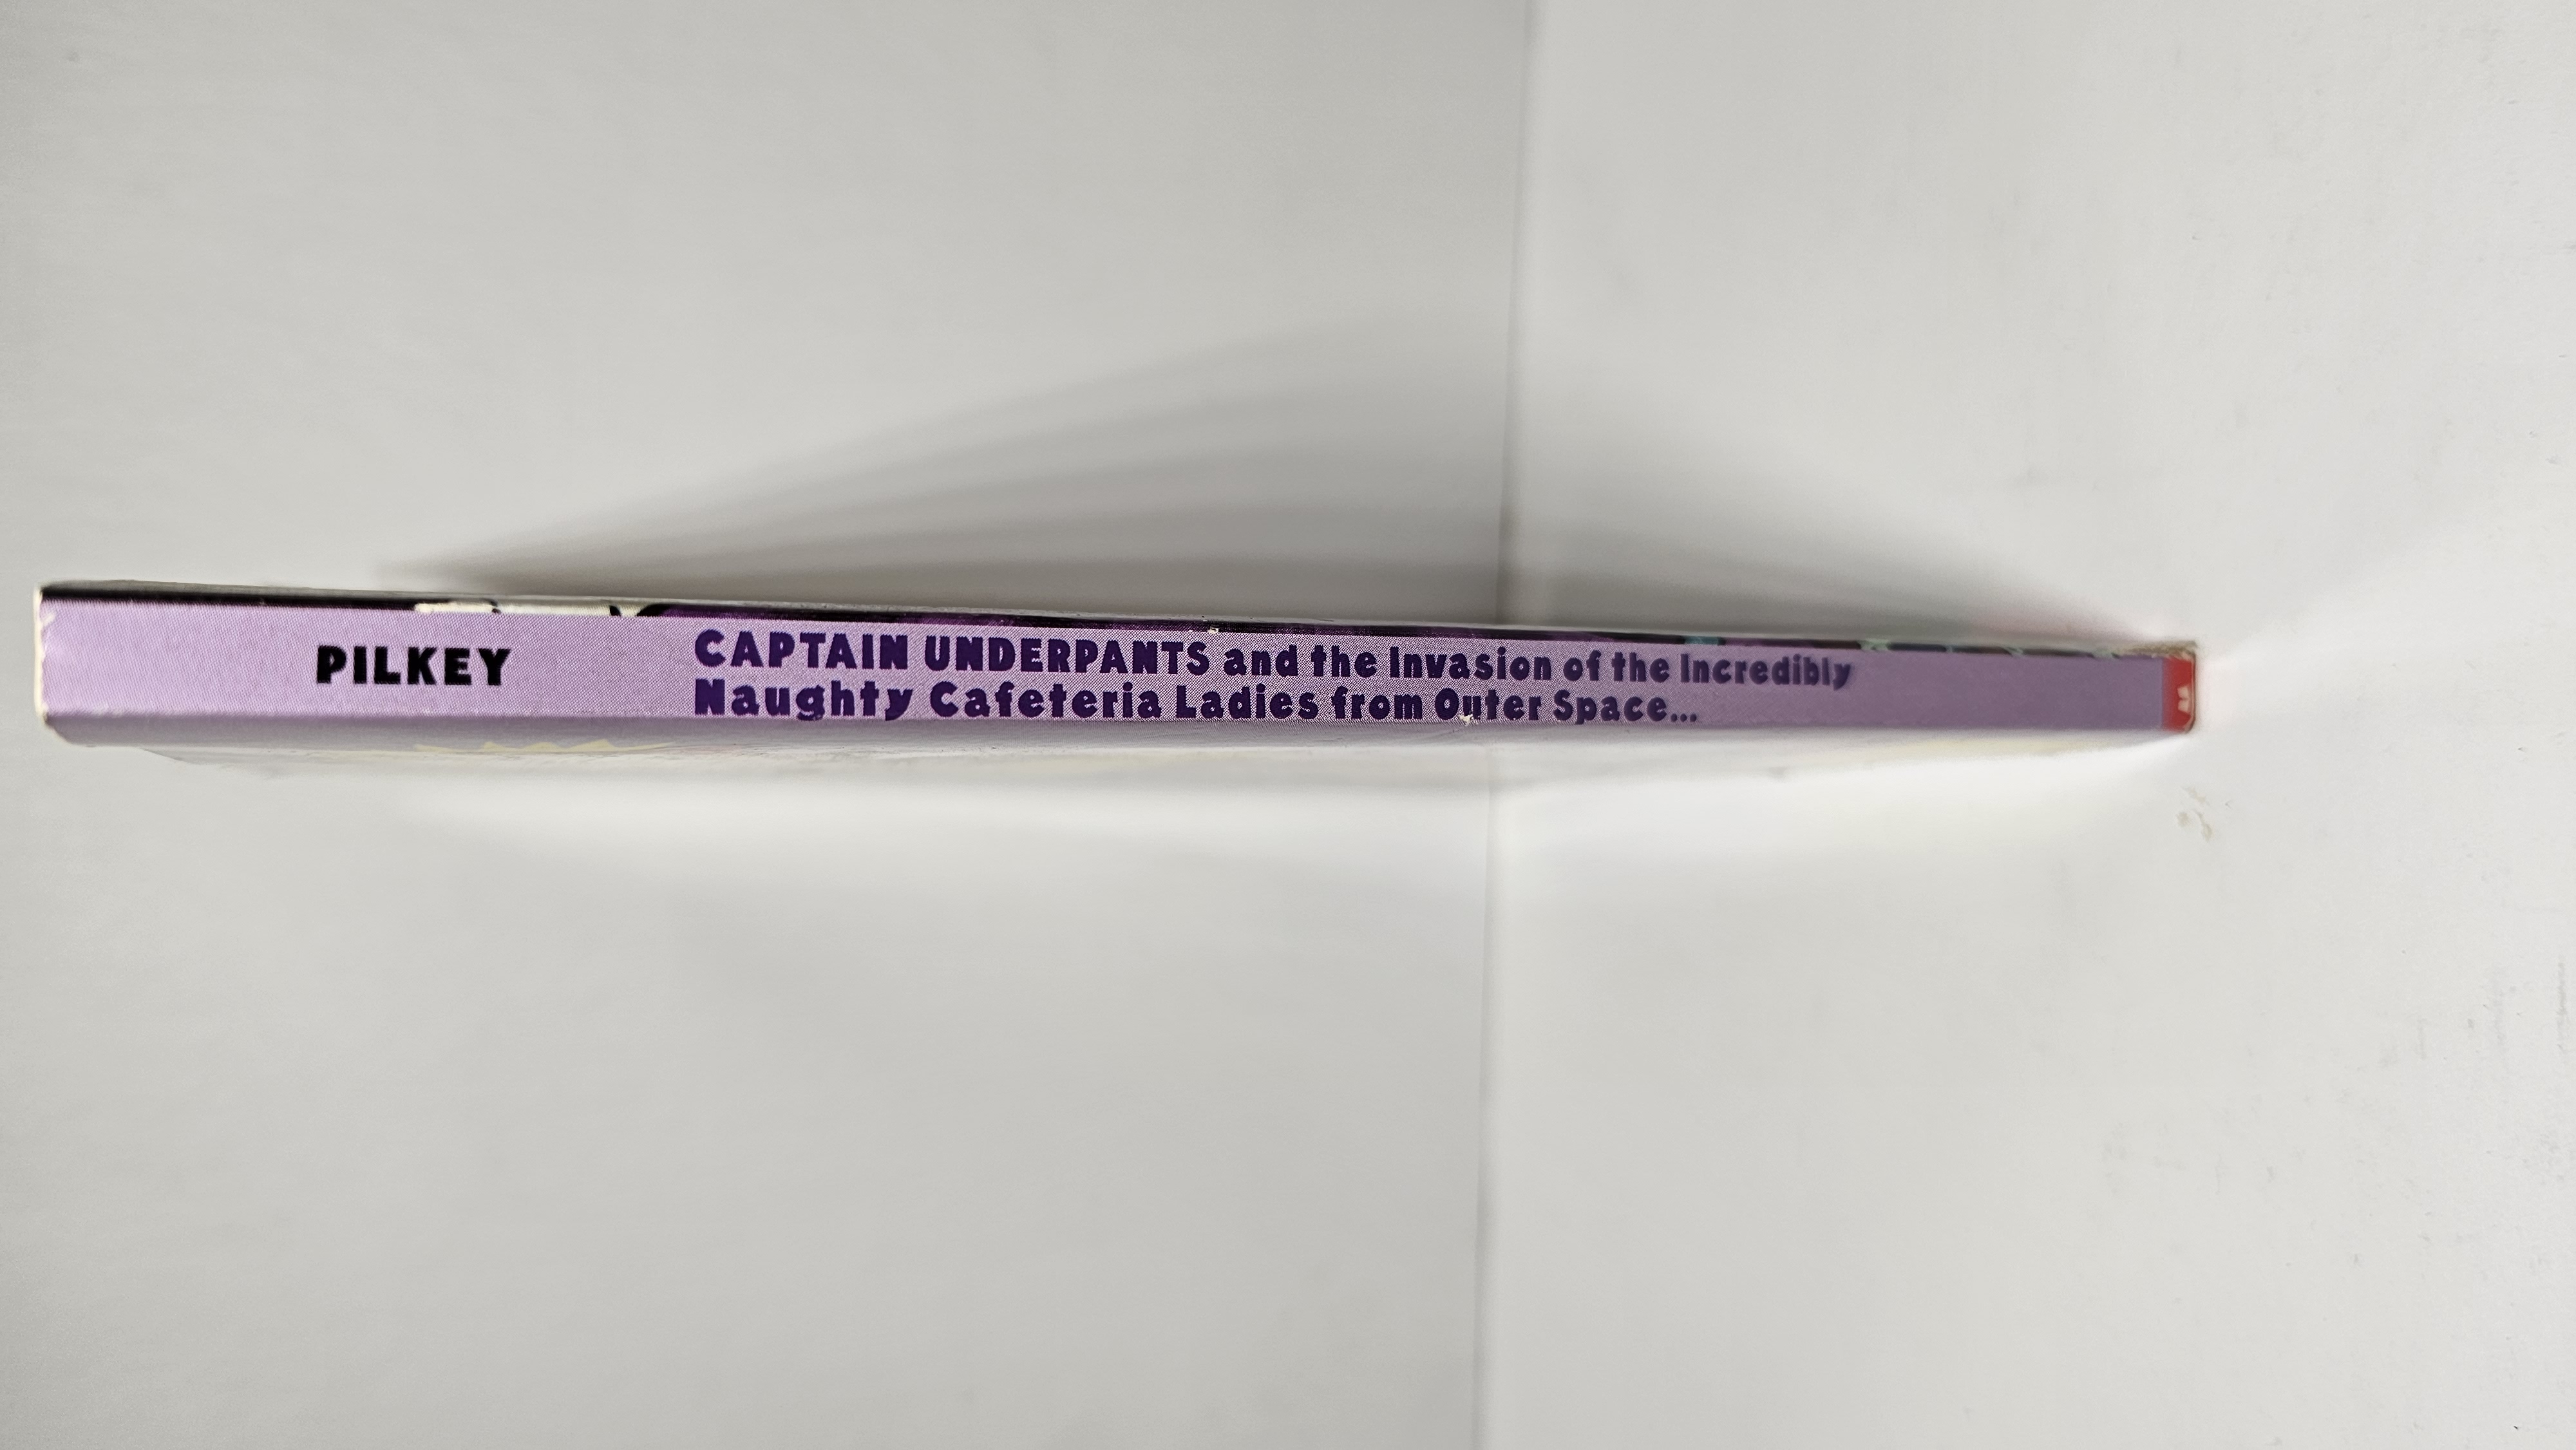 PILKEY
CAPTAIN UNDERPANTS and the Invasion of the Incredibly
Naughty Cafeteria Ladies from Outer Space...